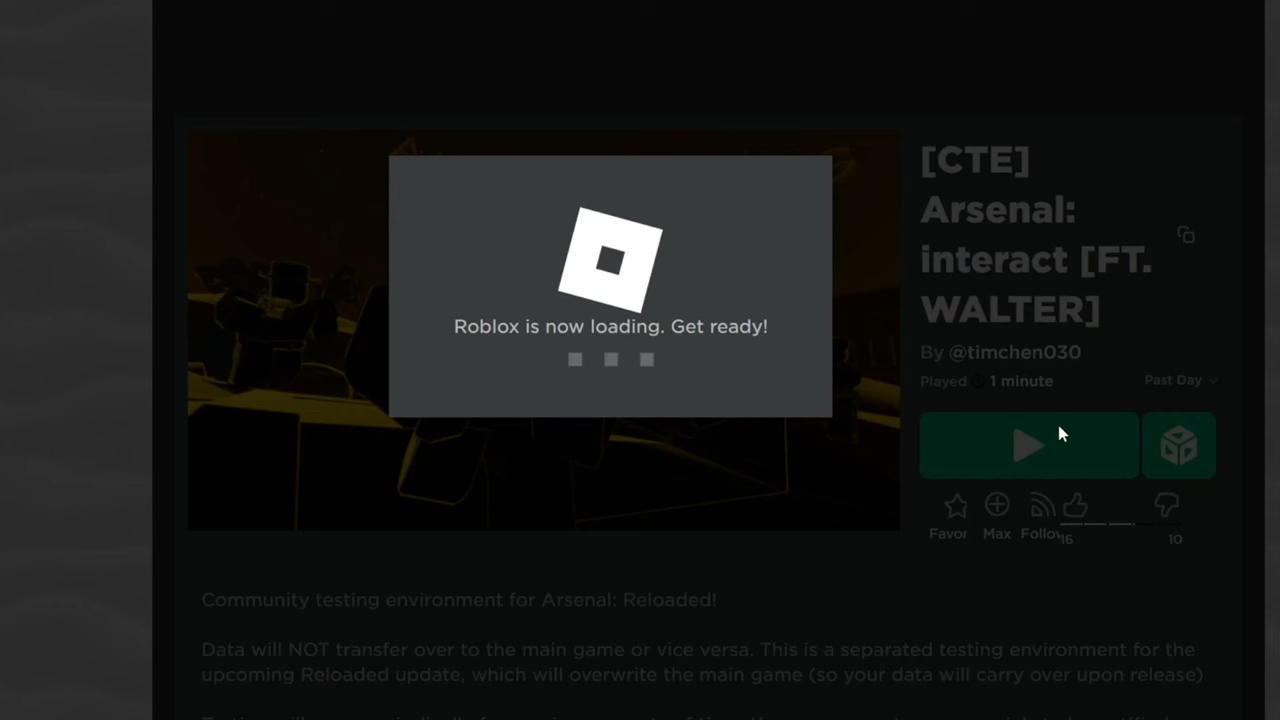 [CTE]
Arsenal:
interact [FT.
WALTER]
By @timchen030
Played 1 minute
Past Day
Roblox is now loading. Get ready!
Favor
Max
Follow
16
10
Community testing environment for Arsenal: Reloaded!
Data will NOT transfer over to the main game or vice versa. This is a separated testing environment for the
upcoming Reloaded update, which will overwrite the main game (so your data will carry over upon release)